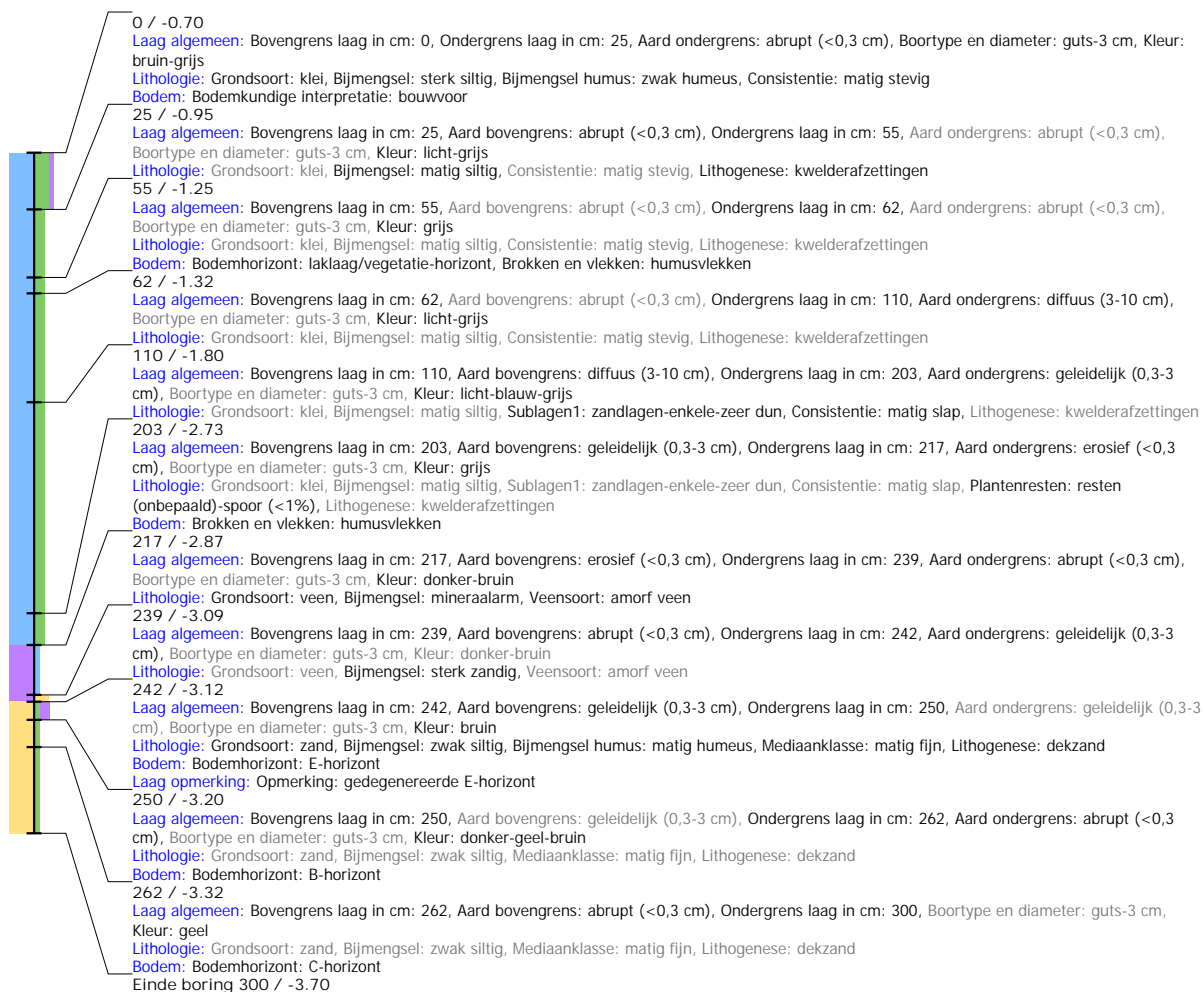 0 / -0.70
Laag algemeen: Bovengrens laag in cm: 0, Ondergrens laag in cm: 25, Aard ondergrens: abrupt (<0,3 cm), Boortype en diameter: guts-3 cm, Kleur:
bruin-grijs
Lithologie: Grondsoort: klei, Bijmengsel: sterk siltig, Bijmengsel humus: zwak humeus, Consistentie: matig stevig
Bodem: Bodemkundige interpretatie: bouwvoor
25 / -0.95
Laag algemeen: Bovengrens laag in cm: 25, Aard bovengrens: abrupt (<0,3 cm), Ondergrens laag in cm: 55, Aard ondergrens: abrupt (<0,3 cm),
Boortype en diameter: guts-3 cm, Kleur: licht-grijs
Lithologie: Grondsoort: klei, Bijmengsel: matig siltig, Consistentie: matig stevig, Lithogenese: kwelderafzettingen
55 / -1.25
Laag algemeen: Bovengrens laag in cm: 55, Aard bovengrens: abrupt (<0,3 cm), Ondergrens laag in cm: 62, Aard ondergrens: abrupt (<0,3 cm),
Boortype en diameter: guts-3 cm, Kleur: grijs
Lithologie: Grondsoort: klei, Bijmengsel: matig siltig, Consistentie: matig stevig, Lithogenese: kwelderafzettingen
Bodem: Bodemhorizont: laklaag/vegetatie-horizont, Brokken en vlekken: humusvlekken
62 / -1.32
Laag algemeen: Bovengrens laag in cm: 62, Aard bovengrens: abrupt (<0,3 cm), Ondergrens laag in cm: 110, Aard ondergrens: diffuus (3-10 cm),
Boortype en diameter: guts-3 cm, Kleur: licht-grijs
Lithologie: Grondsoort: klei, Bijmengsel: matig siltig, Consistentie: matig stevig, Lithogenese: kwelderafzettingen
110 / -1.80
Laag algemeen: Bovengrens laag in cm: 110, Aard bovengrens: diffuus (3-10 cm), Ondergrens laag in cm: 203, Aard ondergrens: geleidelijk (0,3-3
cm), Boortype en diameter: guts-3 cm, Kleur: licht-blauw-grijs
Lithologie: Grondsoort: klei, Bijmengsel: matig siltig, Sublagen1: zandlagen-enkele-zeer dun, Consistentie: matig slap, Lithogenese: kwelderafzettingen
203 / -2.73
Laag algemeen: Bovengrens laag in cm: 203, Aard bovengrens: geleidelijk (0,3-3 cm), Ondergrens laag in cm: 217, Aard ondergrens: erosief (<0,3
cm), Boortype en diameter: guts-3 cm, Kleur: grijs
Lithologie: Grondsoort: klei, Bijmengsel: matig siltig, Sublagen1: zandlagen-enkele-zeer dun, Consistentie: matig slap, Plantenresten: resten
(onbepaald)-spoor (<1%), Lithogenese: kwelderafzettingen
Bodem: Brokken en vlekken: humusvlekken
217 / -2.87
Laag algemeen: Bovengrens laag in cm: 217, Aard bovengrens: erosief (<0,3 cm), Ondergrens laag in cm: 239, Aard ondergrens: abrupt (<0,3 cm),
Boortype en diameter: guts-3 cm, Kleur: donker-bruin
Lithologie: Grondsoort: veen, Bijmengsel: mineraalarm, Veensoort: amorf veen
239 / -3.09
Laag algemeen: Bovengrens laag in cm: 239, Aard bovengrens: abrupt (<0,3 cm), Ondergrens laag in cm: 242, Aard ondergrens: geleidelijk (0,3-3
cm), Boortype en diameter: guts-3 cm, Kleur: donker-bruin
Lithologie: Grondsoort: veen, Bijmengsel: sterk zandig, Veensoort: amorf veen
242 / -3.12
Laag algemeen: Bovengrens laag in cm: 242, Aard bovengrens: geleidelijk (0,3-3 cm), Ondergrens laag in cm: 250, Aard ondergrens: geleidelijk (0,3-3
cm), Boortype en diameter: guts-3 cm, Kleur: bruin
Lithologie: Grondsoort: zand, Bijmengsel: zwak siltig, Bijmengsel humus: matig humeus, Mediaanklasse: matig fijn, Lithogenese: dekzand
Bodem: Bodemhorizont: E-horizont
Laag opmerking: Opmerking: gedegenereerde E-horizont
250 / -3.20
Laag algemeen: Bovengrens laag in cm: 250, Aard bovengrens: geleidelijk (0,3-3 cm), Ondergrens laag in cm: 262, Aard ondergrens: abrupt (<0,3
cm), Boortype en diameter: guts-3 cm, Kleur: donker-geel-bruin
Lithologie: Grondsoort: zand, Bijmengsel: zwak siltig, Mediaanklasse: matig fijn, Lithogenese: dekzand
Bodem: Bodemhorizont: B-horizont
262 / -3.32
Laag algemeen: Bovengrens laag in cm: 262, Aard bovengrens: abrupt (<0,3 cm), Ondergrens laag in cm: 300, Boortype en diameter: guts-3 cm,
Kleur: geel
Lithologie: Grondsoort: zand, Bijmengsel: zwak siltig, Mediaanklasse: matig fijn, Lithogenese: dekzand
Bodem: Bodemhorizont: C-horizont
Einde boring 300 / -3.70